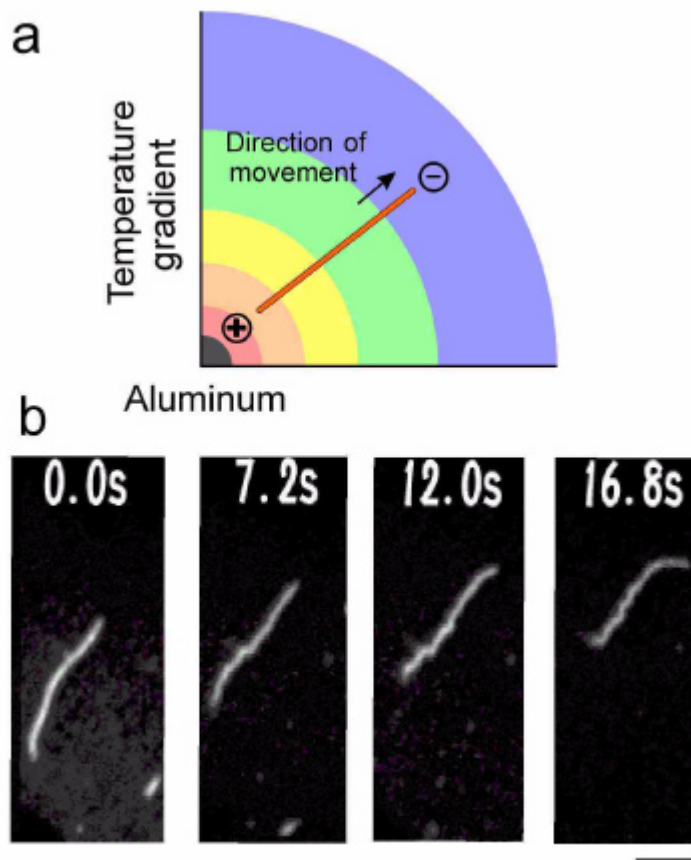 a
Temperature
gradient
Direction of
movement
−
+
Aluminum
b
0.0s
7.2s
12.0s
16.8s